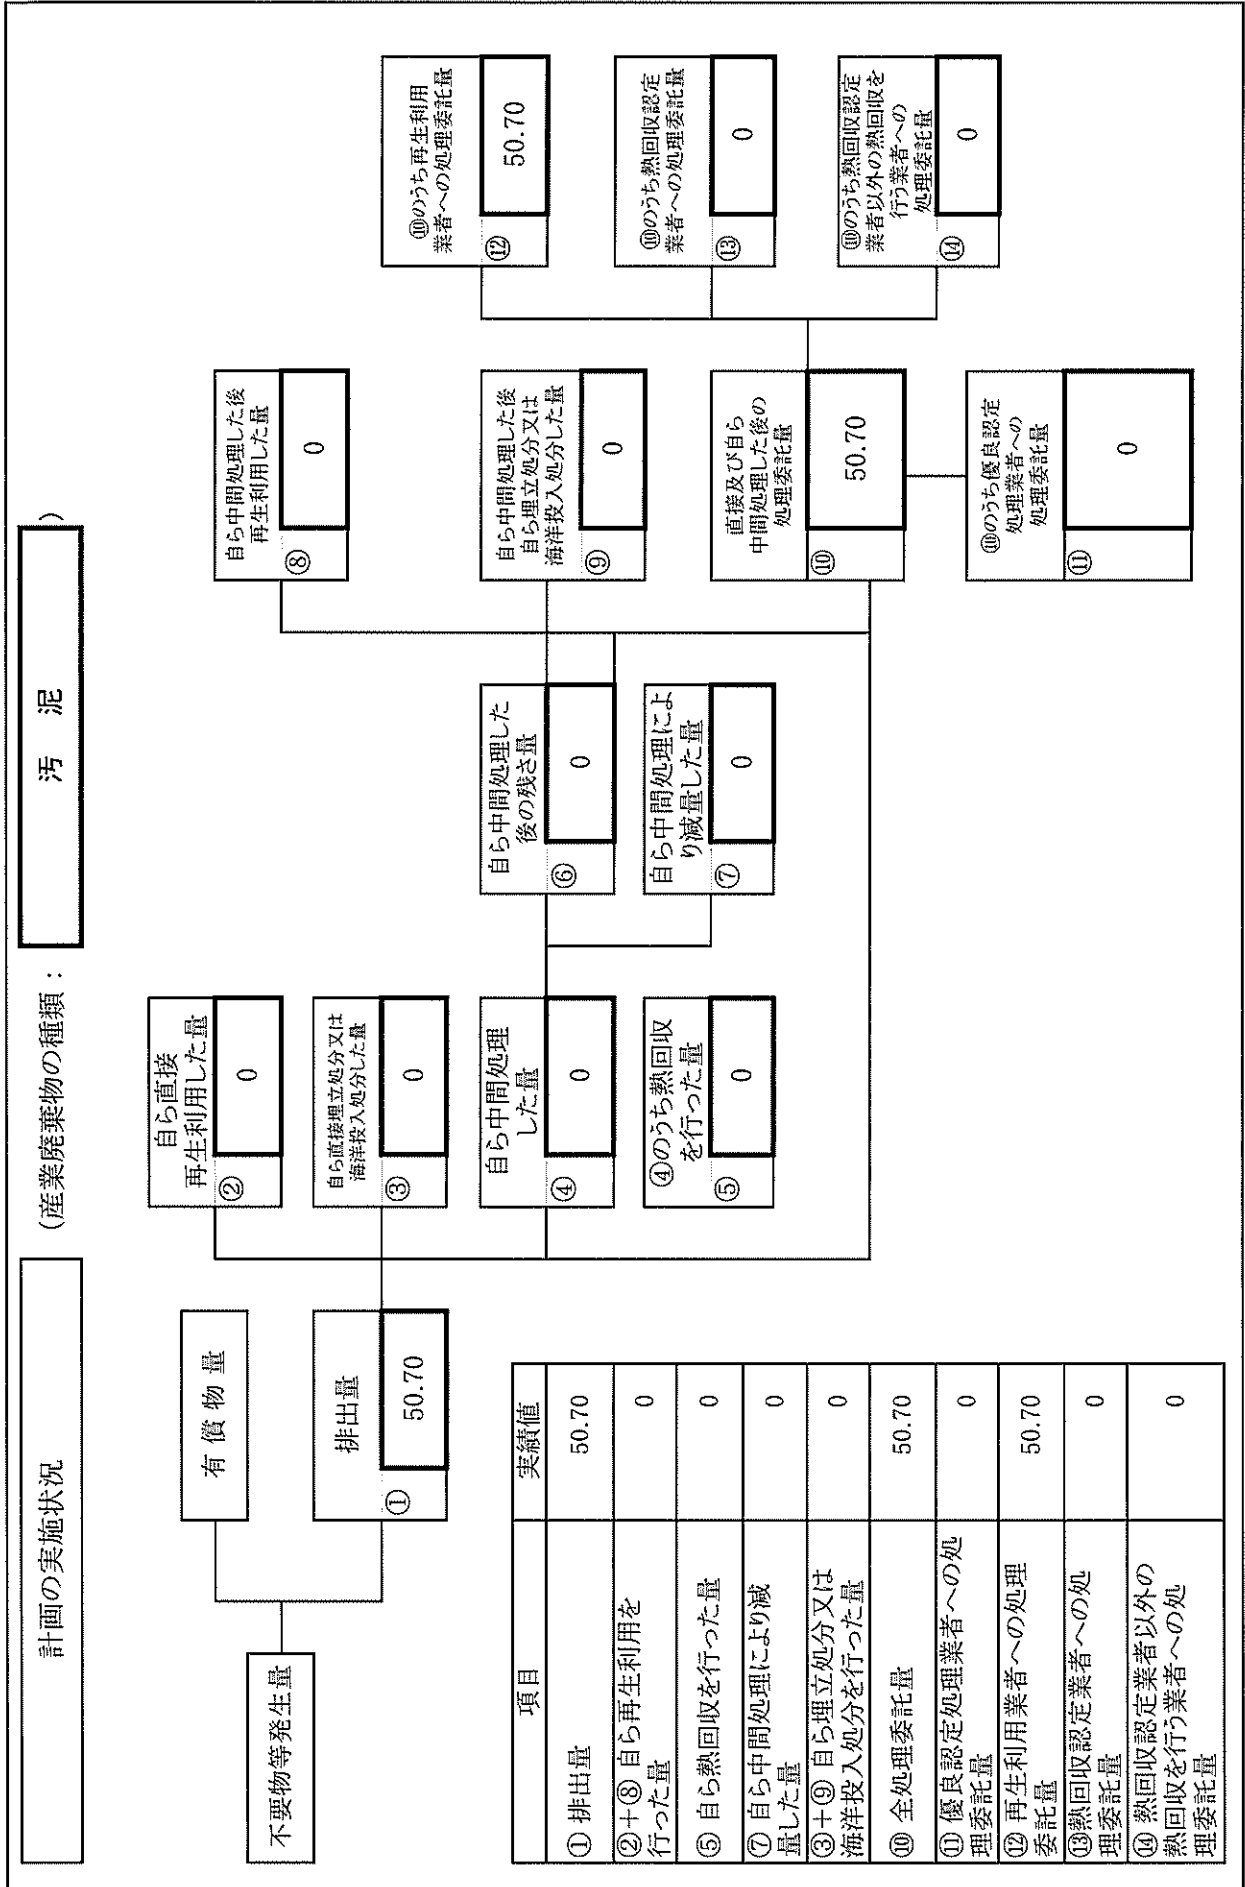 計画の実施状況
(産業廃棄物の種類：
汚　泥
)
不要物等発生量
有 償 物 量
排出量
① 50.70
自ら直接
再生利用した量
② 0
自ら直接埋立処分又は
海洋投入処分した量
③ 0
自ら中間処理
した量
④ 0
④のうち熱回収
を行った量
⑤ 0
自ら中間処理した
後の残さ量
⑥ 0
自ら中間処理によ
り減量した量
⑦ 0
自ら中間処理した後
再生利用した量
⑧ 0
自ら中間処理した後
自ら埋立処分又は
海洋投入処分した量
⑨ 0
直接及び自ら
中間処理した後の
処理委託量
⑩ 50.70
⑩のうち優良認定
処理業者への
処理委託量
⑪ 0
⑩のうち再生利用
業者への処理委託量
⑫ 50.70
⑩のうち熱回収認定
業者への処理委託量
⑬ 0
⑩のうち熱回収認定
業者以外の熱回収を
行う業者への
処理委託量
⑭ 0
項目 実績値
① 排出量 50.70
②＋⑧ 自ら再生利用を
行った量 0
⑤ 自ら熱回収を行った量 0
⑦ 自ら中間処理により減
量した量 0
③＋⑨ 自ら埋立処分又は
海洋投入処分を行った量 0
⑩ 全処理委託量 50.70
⑪ 優良認定処理業者への処
理委託量 0
⑫ 再生利用業者への処理
委託量 50.70
⑬熱回収認定業者への処
理委託量 0
⑭ 熱回収認定業者以外の
熱回収を行う業者への処
理委託量 0